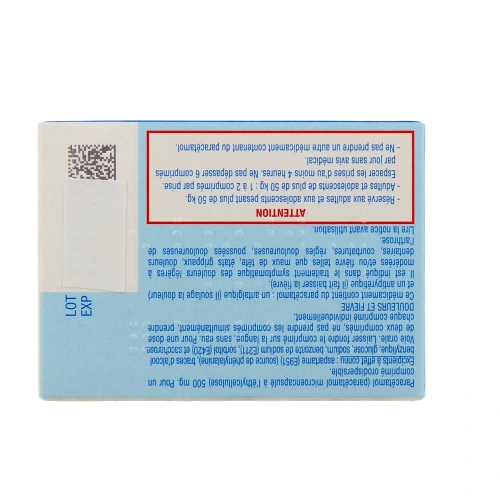 Paracétamol (paracétamol microencapsulé à l'éthylcellulose) 500 mg. Pour un
comprimé orodispersible.
Excipients à effet connu : aspartame (E951) (source de phénylalanine), traces d'alcool
benzylique, glucose, sodium, benzoate de sodium (E211), sorbitol (E420) et saccharose.
Voie orale. Laisser fondre le comprimé sur la langue, sans eau. Pour une dose
de deux comprimés, ne pas prendre les comprimés simultanément, prendre
chaque comprimé individuellement.
DOULEURS ET FIEVRE
Ce médicament contient du paracétamol : un antalgique (il soulage la douleur)
et un antipyrétique (il fait baisser la fièvre).
Il est indiqué dans le traitement symptomatique des douleurs légères à
modérées et/ou fièvre telles que maux de tête, états grippaux, douleurs
dentaires, courbatures, règles douloureuses, poussées douloureuses de
l'arthrose.
Lire la notice avant utilisation.
ATTENTION
- Réservé aux adultes et aux adolescents pesant plus de 50 kg.
- Adultes et adolescents de plus de 50 kg : 1 à 2 comprimés par prise.
Espacer les prises d'au moins 4 heures. Ne pas dépasser 6 comprimés
par jour sans avis médical.
- Ne pas prendre un autre médicament contenant du paracétamol.
LOT
EXP